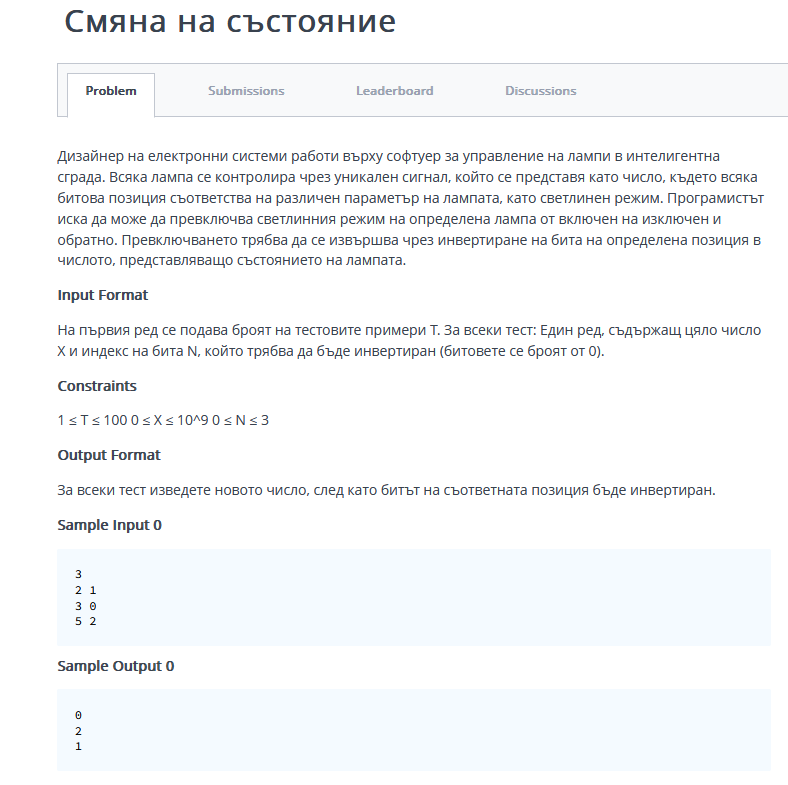 Смяна на състояние
Problem
Submissions
Leaderboard
Discussions
Дизайнер на електронни системи работи върху софтуер за управление на лампи в интелигентна
сграда. Всяка лампа се контролира чрез уникален сигнал, който се представя като число, където всяка
битова позиция съответства на различен параметър на лампата, като светлинен режим. Програмистът
иска да може да превключва светлинния режим на определена лампа от включен на изключен и
обратно. Превключването трябва да се извършва чрез инвертиране на бита на определена позиция в
числото, представляващо състоянието на лампата.
Input Format
На първия ред се подава броят на тестовите примери T. За всеки тест: Един ред, съдържащ цяло число
X и индекс на бита N, който трябва да бъде инвертиран (битовете се броят от 0).
Constraints
1 ≤ T ≤ 100 0 ≤ X ≤ 10^9 0 ≤ N ≤ 3
Output Format
За всеки тест изведете новото число, след като битът на съответната позиция бъде инвертиран.
Sample Input 0
3
2 1
3 0
5 2
Sample Output 0
0
2
1